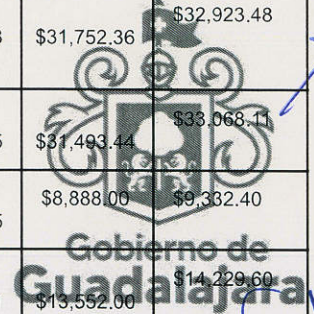 $31,752.36 $32,923.48
$31,493.44 $33.068.11
$8,888.00 $9,332.40
Gobierno de
Guadalajara
$13,552.00 $14,229.60